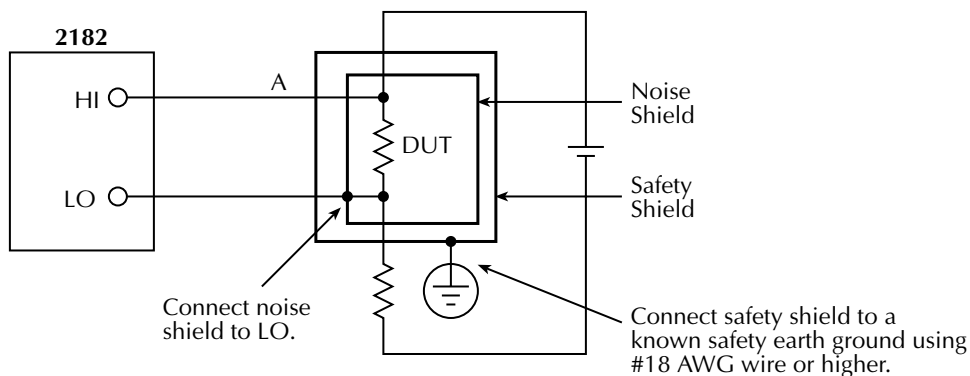 2182
A
HI
Noise
Shield
DUT
LO
Safety
Shield
Connect noise
shield to LO.
Connect safety shield to a
known safety earth ground using
#18 AWG wire or higher.